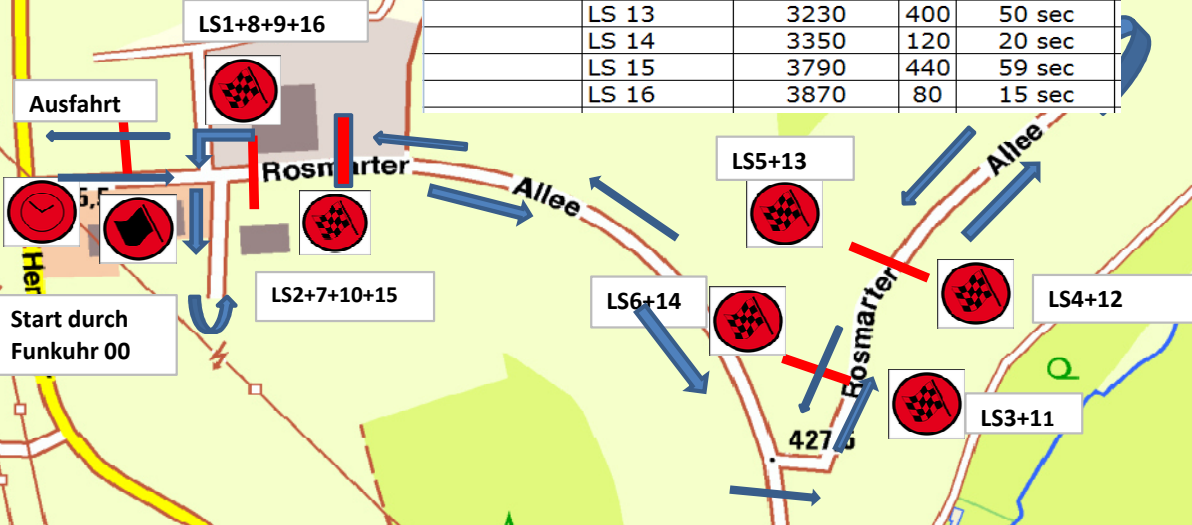 LS1+8+9+16
LS 13 3230 400 50 sec
LS 14 3350 120 20 sec
LS 15 3790 440 59 sec
LS 16 3870 80 15 sec
Ausfahrt
Rosmarter Allee
LS5+13
Allee
LS2+7+10+15
LS6+14
Rosmarter
LS4+12
Her
Start durch
Funkuhr 00
LS3+11